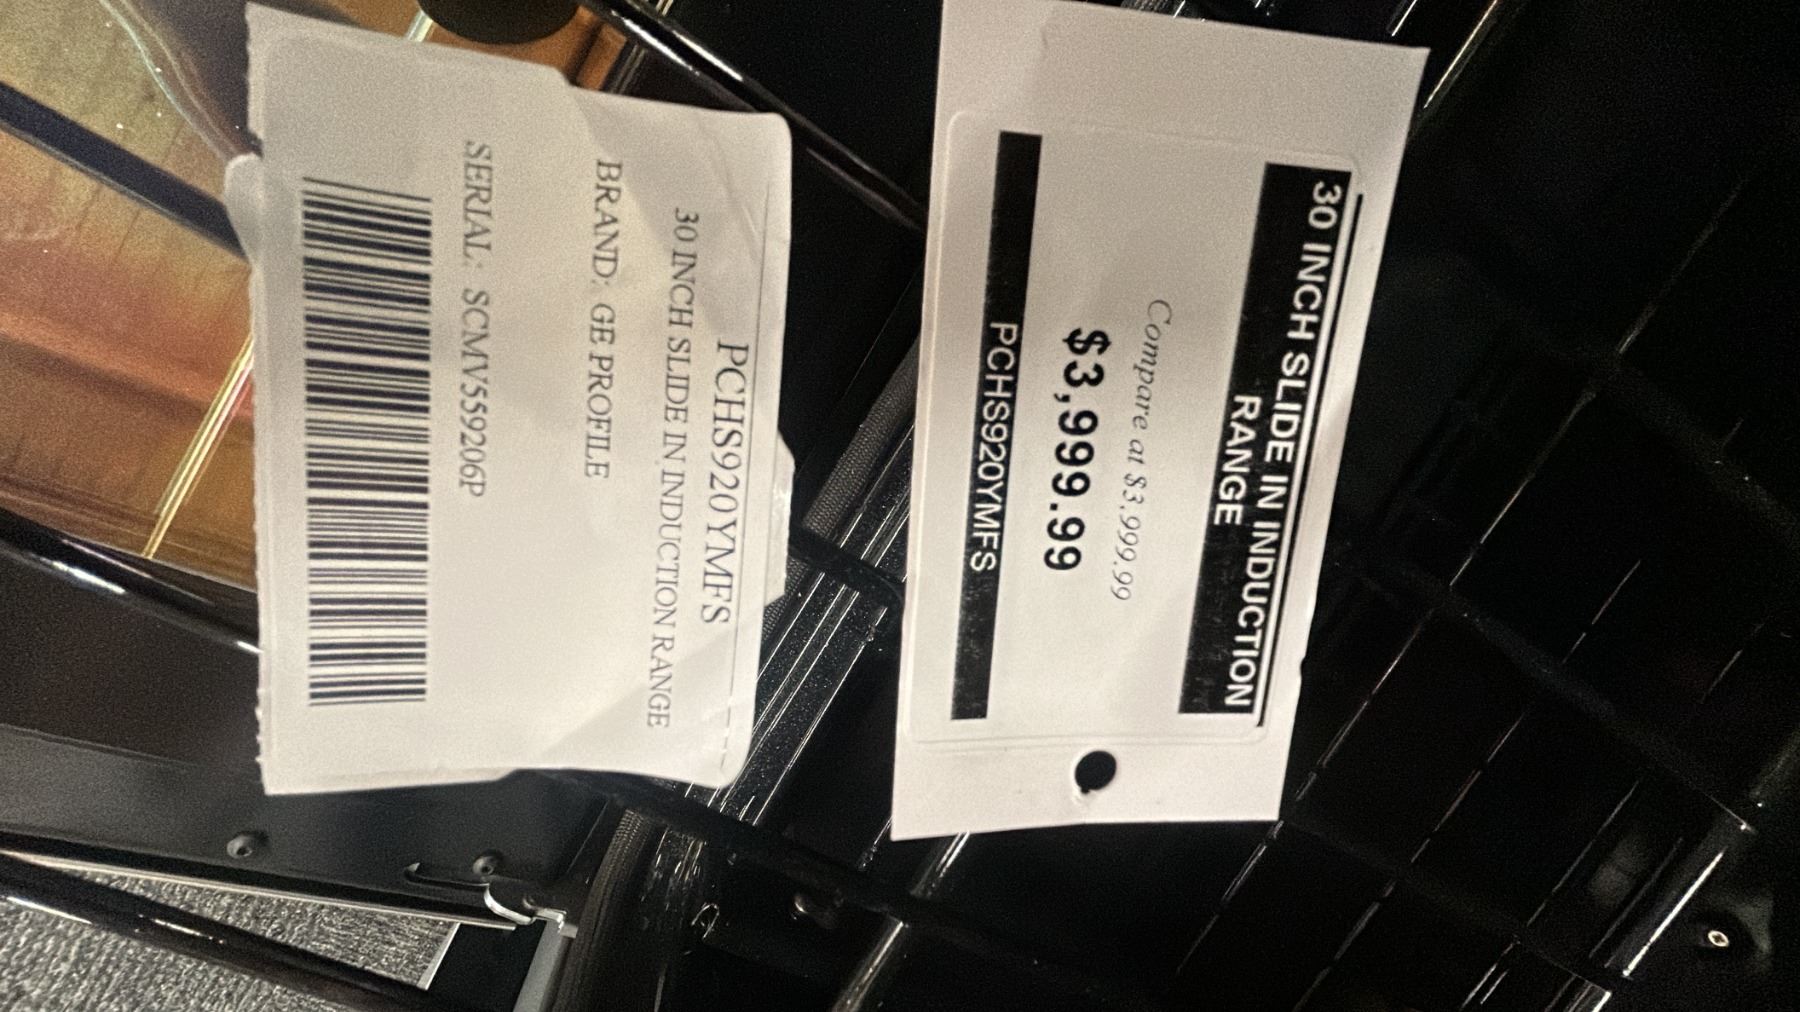 30 INCH SLIDE IN INDUCTION
RANGE
Compare at $3,999.99
$3,999.99
PCHS920YMFS
PCHS920YMFS
30 INCH SLIDE IN INDUCTION RANGE
BRAND: GE PROFILE
SERIAL: SCMV559206P